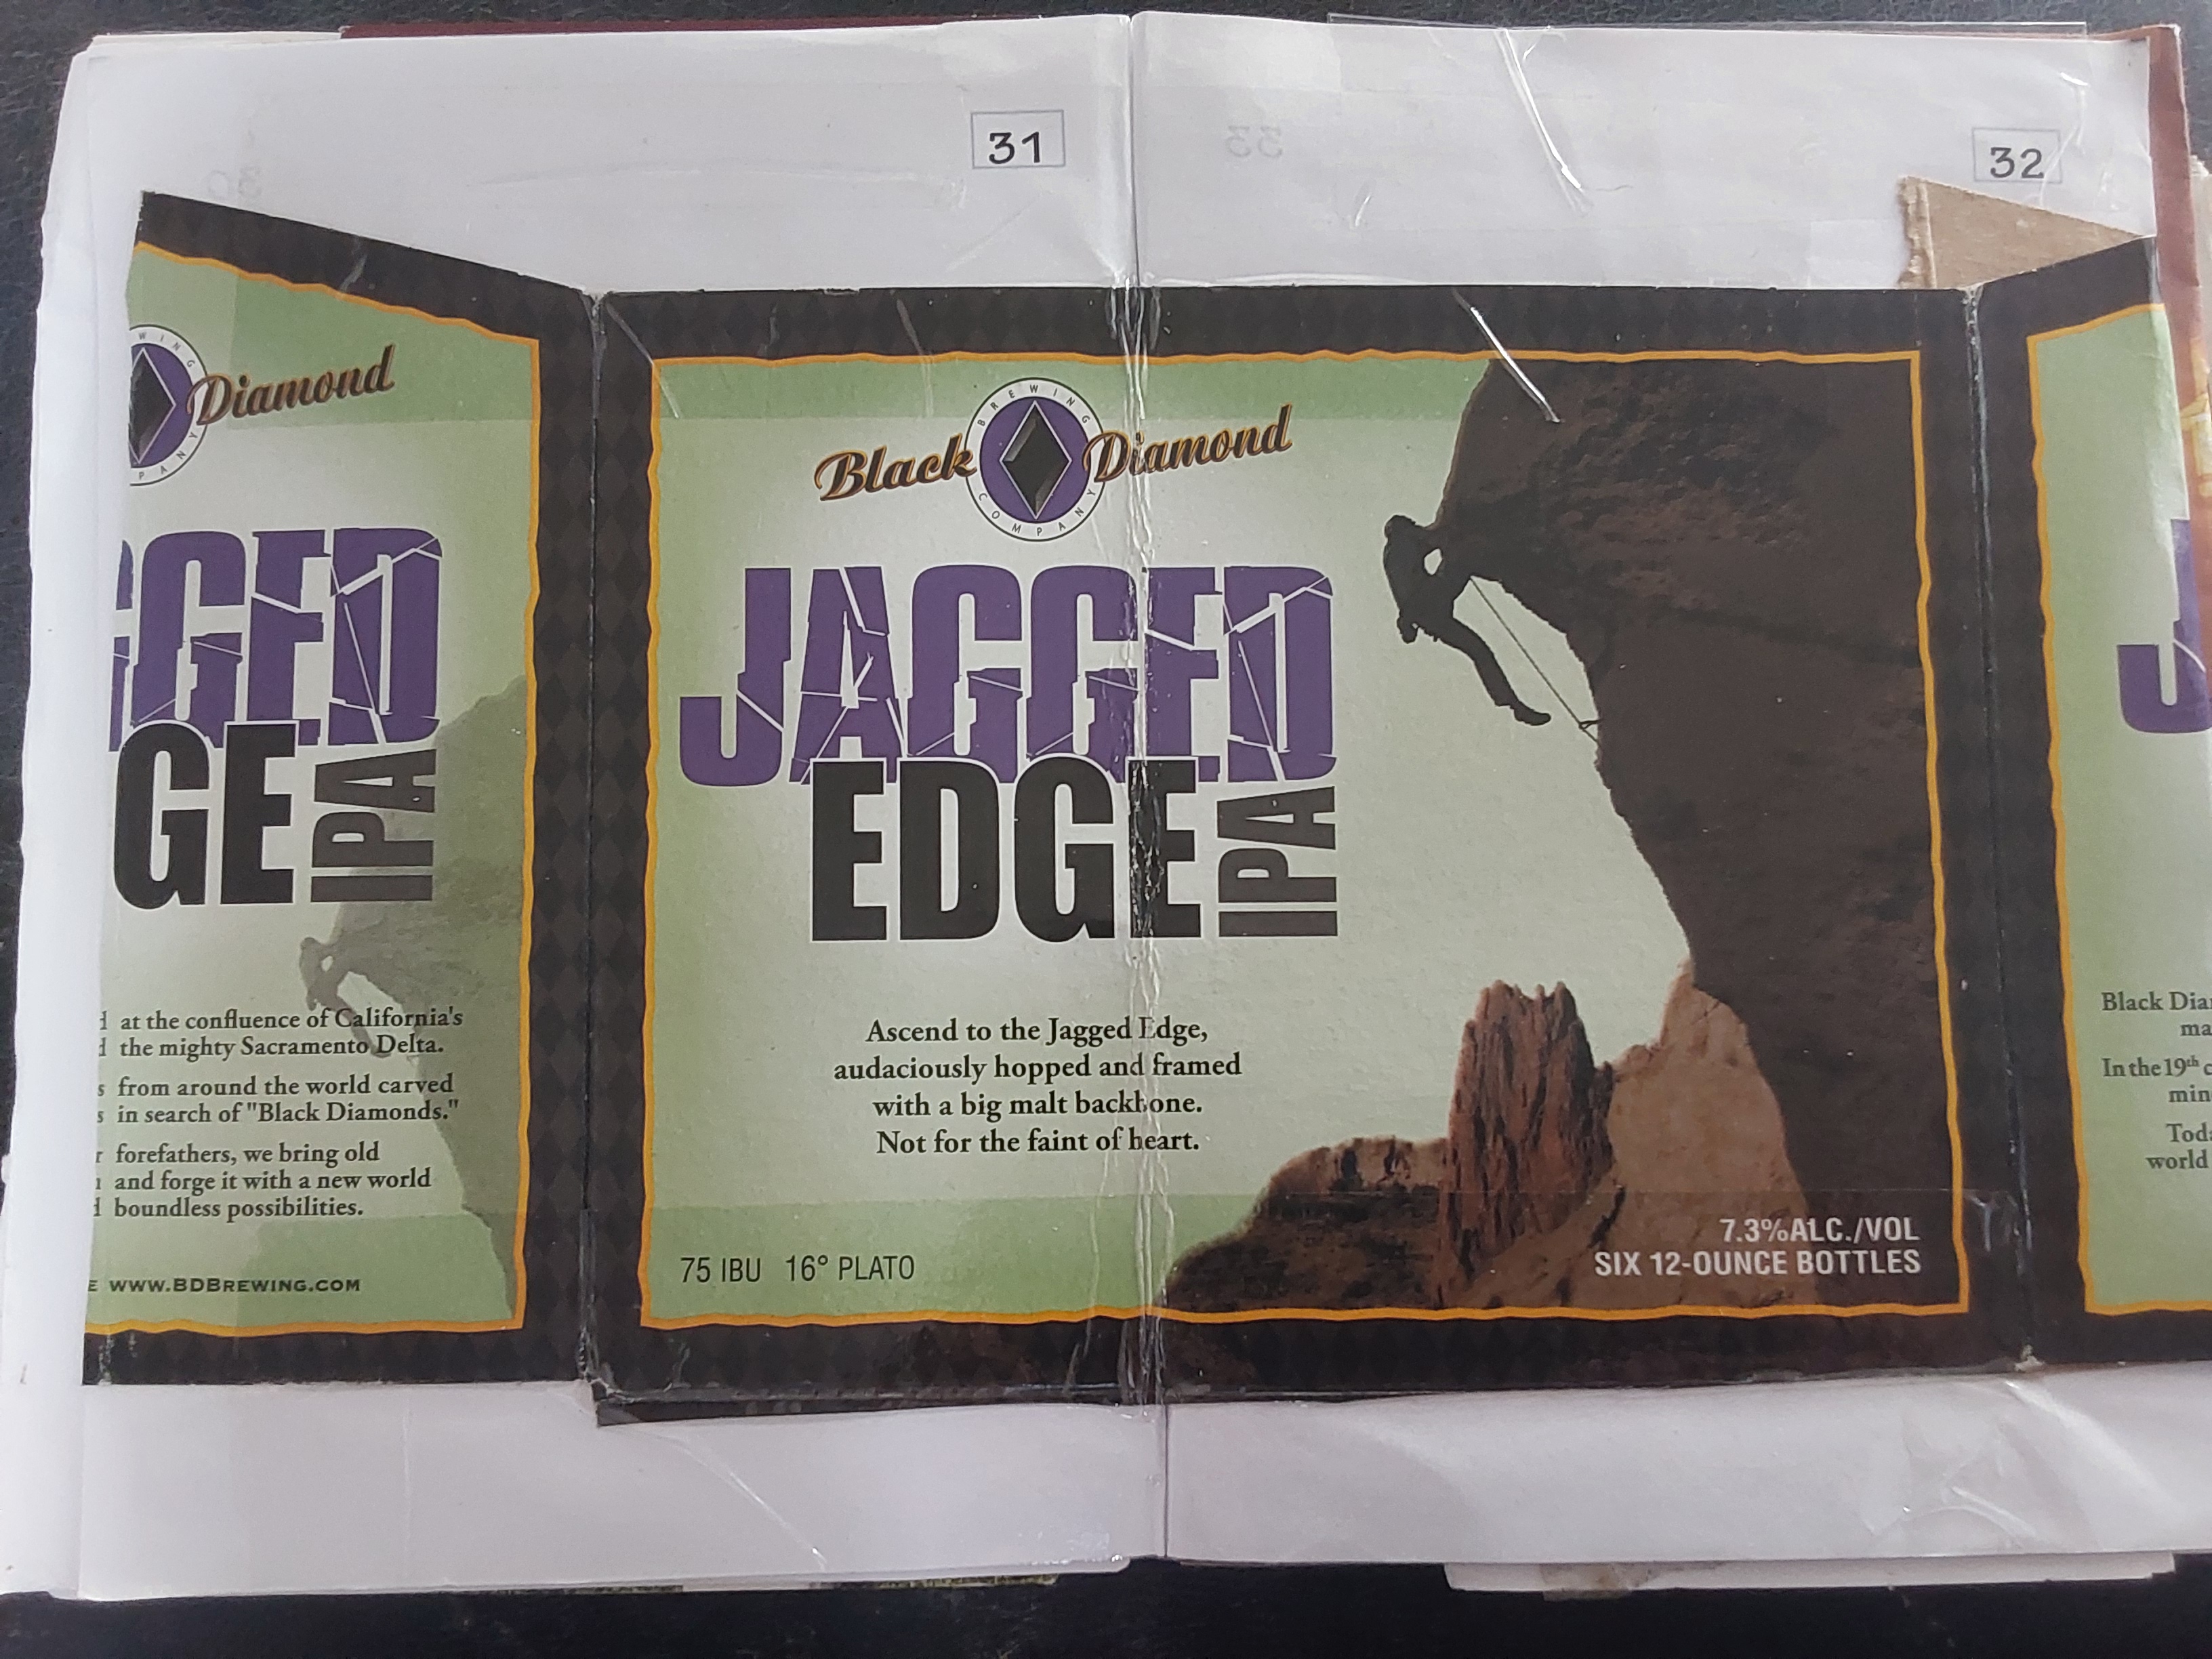 31
32
Diamond
WING
PANY
GED
GE IPA
at the confluence of California's
the mighty Sacramento Delta.
from around the world carved
in search of "Black Diamonds."
forefathers, we bring old
and forge it with a new world
boundless possibilities.
WWW.BDBREWING.COM
Black Diamond
BREWING COMPANY
JAGGED
EDGE IPA
Ascend to the Jagged Edge,
audaciously hopped and framed
with a big malt backbone.
Not for the faint of heart.
75 IBU 16° PLATO
7.3%ALC./VOL
SIX 12-OUNCE BOTTLES
J
Black Dia
ma
In the 19th c
min
Tod
world